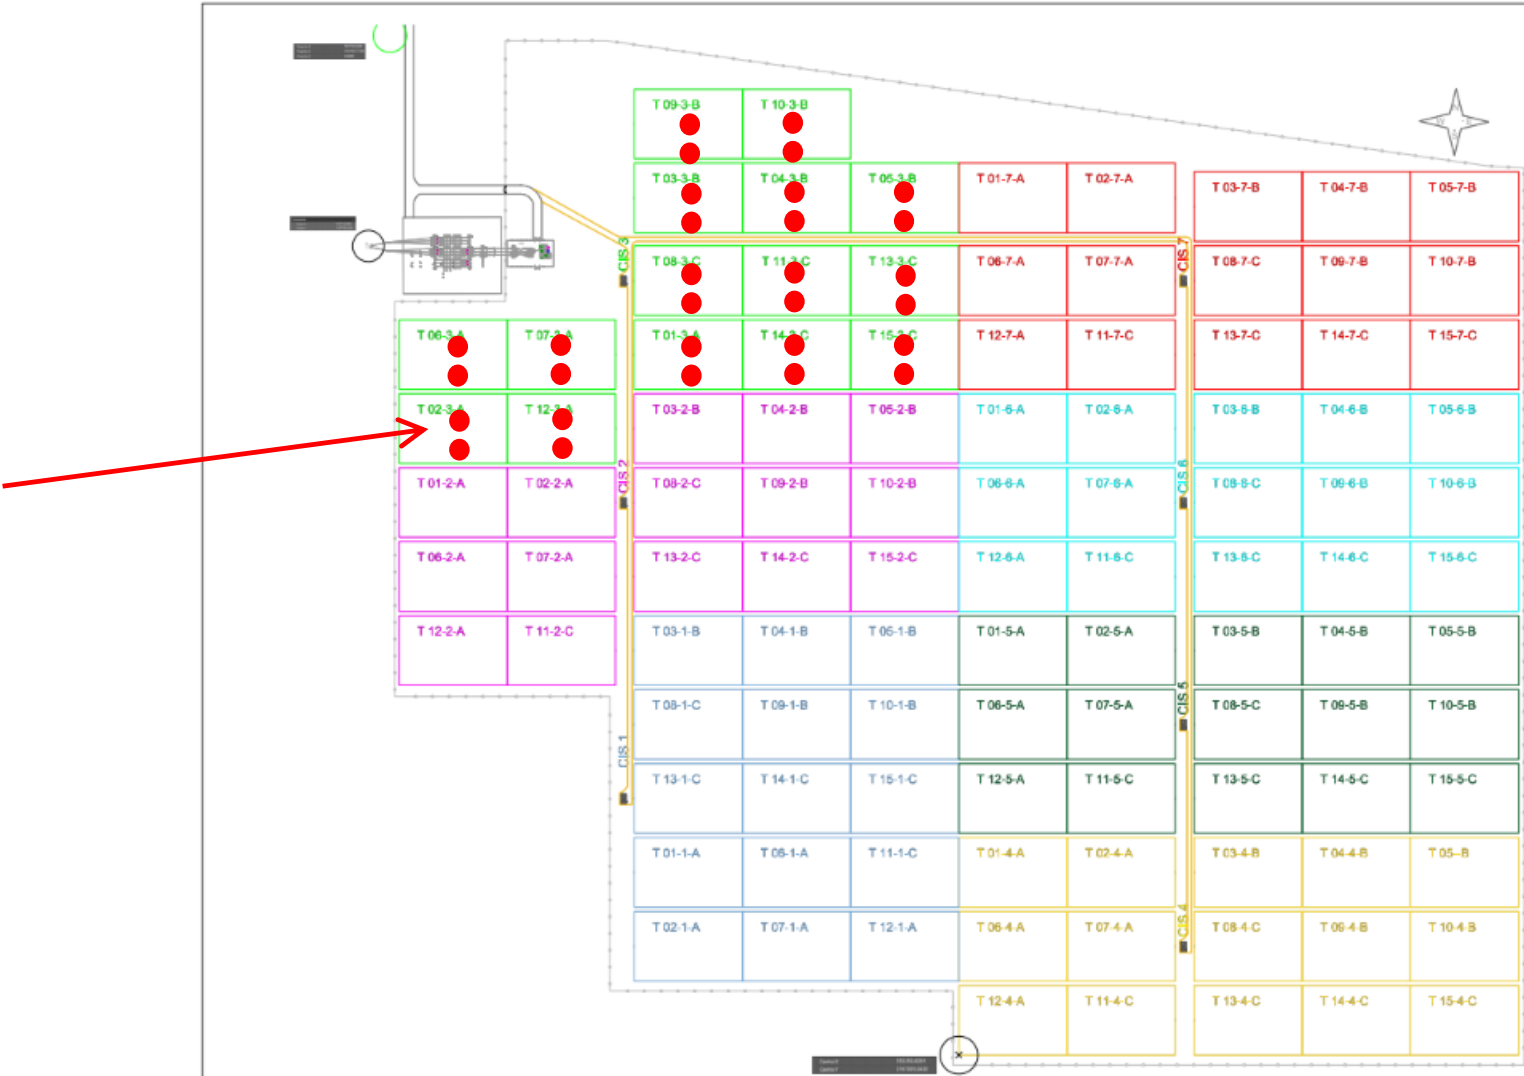 T 09-3-B T 10-3-B
T 03-3-B T 04-3-B T 05-3-B T 01-7-A T 02-7-A T 03-7-B T 04-7-B T 05-7-B
CIS 3 CIS 7
T 08-3-C T 11-3-C T 13-3-C T 06-7-A T 07-7-A T 08-7-C T 09-7-B T 10-7-B
T 06-3-A T 07-3-A T 01-3-A T 14-3-C T 15-3-C T 12-7-A T 11-7-C T 13-7-C T 14-7-C T 15-7-C
T 02-3-A T 12-3-A T 03-2-B T 04-2-B T 05-2-B T 01-6-A T 02-6-A T 03-6-B T 04-6-B T 05-6-B
CIS 2 CIS 6
T 01-2-A T 02-2-A T 08-2-C T 09-2-B T 10-2-B T 06-6-A T 07-6-A T 08-6-C T 09-6-B T 10-6-B
T 06-2-A T 07-2-A T 13-2-C T 14-2-C T 15-2-C T 12-6-A T 11-6-C T 13-6-C T 14-6-C T 15-6-C
T 12-2-A T 11-2-C T 03-1-B T 04-1-B T 05-1-B T 01-5-A T 02-5-A T 03-5-B T 04-5-B T 05-5-B
CIS 5
T 08-1-C T 09-1-B T 10-1-B T 06-5-A T 07-5-A T 08-5-C T 09-5-B T 10-5-B
CIS 1
T 13-1-C T 14-1-C T 15-1-C T 12-5-A T 11-5-C T 13-5-C T 14-5-C T 15-5-C
T 01-1-A T 06-1-A T 11-1-C T 01-4-A T 02-4-A T 03-4-B T 04-4-B T 05--B
CIS 4
T 02-1-A T 07-1-A T 12-1-A T 06-4-A T 07-4-A T 08-4-C T 09-4-B T 10-4-B
T 12-4-A T 11-4-C T 13-4-C T 14-4-C T 15-4-C